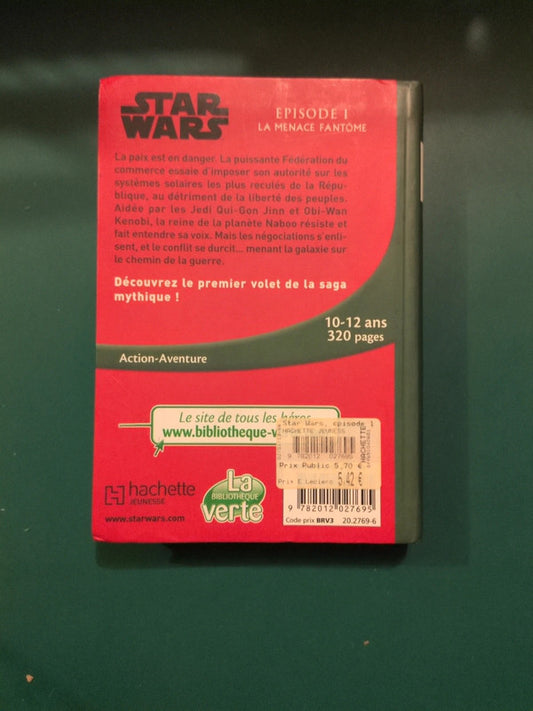 STAR
WARS
EPISODE I
LA MENACE FANTÔME
La paix est en danger. La puissante Fédération du
commerce essaie d'imposer son autorité sur les
systèmes solaires les plus reculés de la Répu-
blique, au détriment de la liberté des peuples.
Aidée par les Jedi Qui-Gon Jinn et Obi-Wan
Kenobi, la reine de la planète Naboo résiste et
fait entendre sa voix. Mais les négociations s'enli-
sent, et le conflit se durcit... menant la galaxie sur
le chemin de la guerre.
Découvrez le premier volet de la saga
mythique !
10-12 ans
320 pages
Action-Aventure
Le site de tous les héros
www.bibliotheque-v
Star Wars, episode 1
HACHETTE JEUNESS
HACHETTE
9 782012 027695
Prix Public 5,70 €
Prix E.Leclerc 5.42 €
hachette
JEUNESSE
www.starwars.com
La
BIBLIOTHÈQUE
verte
9 782012 027695
Code prix BRV3 20.2769-6